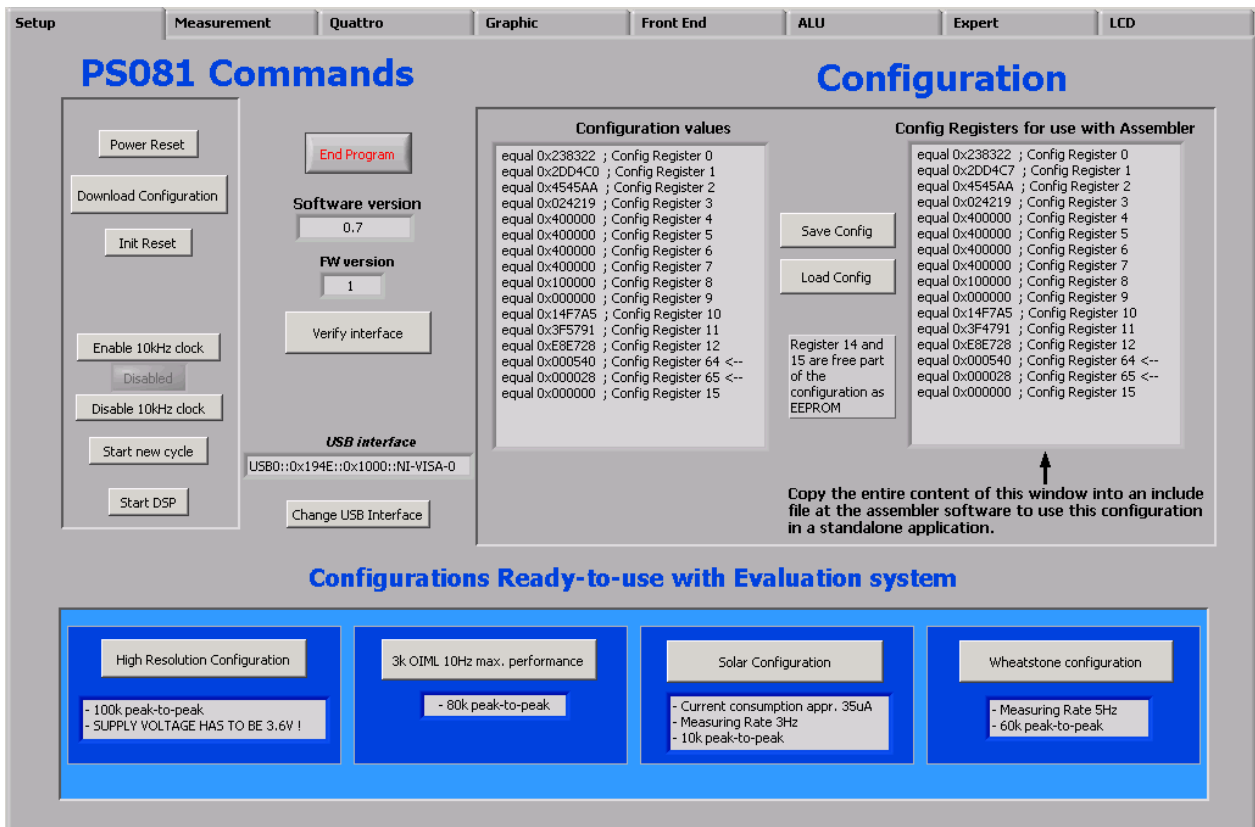 Setup
Measurement
Quattro
Graphic
Front End
ALU
Expert
LCD
PS081 Commands
Power Reset
Download Configuration
Init Reset
Enable 10kHz clock
Disabled
Disable 10kHz clock
Start new cycle
Start DSP
End Program
Software version
0.7
FW version
1
Verify interface
USB interface
USB0::0x194E::0x1000::NI-VISA-0
Change USB Interface
Configuration
Configuration values
equal 0x238322 ; Config Register 0
equal 0x2DD4C0 ; Config Register 1
equal 0x4545AA ; Config Register 2
equal 0x024219 ; Config Register 3
equal 0x400000 ; Config Register 4
equal 0x400000 ; Config Register 5
equal 0x400000 ; Config Register 6
equal 0x400000 ; Config Register 7
equal 0x100000 ; Config Register 8
equal 0x000000 ; Config Register 9
equal 0x14F7A5 ; Config Register 10
equal 0x3F5791 ; Config Register 11
equal 0xE8E728 ; Config Register 12
equal 0x000540 ; Config Register 64 <--
equal 0x000028 ; Config Register 65 <--
equal 0x000000 ; Config Register 15
Save Config
Load Config
Register 14 and
15 are free part
of the
configuration as
EEPROM
Config Registers for use with Assembler
equal 0x238322 ; Config Register 0
equal 0x2DD4C7 ; Config Register 1
equal 0x4545AA ; Config Register 2
equal 0x024219 ; Config Register 3
equal 0x400000 ; Config Register 4
equal 0x400000 ; Config Register 5
equal 0x400000 ; Config Register 6
equal 0x400000 ; Config Register 7
equal 0x100000 ; Config Register 8
equal 0x000000 ; Config Register 9
equal 0x14F7A5 ; Config Register 10
equal 0x3F4791 ; Config Register 11
equal 0xE8E728 ; Config Register 12
equal 0x000540 ; Config Register 64 <--
equal 0x000028 ; Config Register 65 <--
equal 0x000000 ; Config Register 15
Copy the entire content of this window into an include
file at the assembler software to use this configuration
in a standalone application.
Configurations Ready-to-use with Evaluation system
High Resolution Configuration
- 100k peak-to-peak
- SUPPLY VOLTAGE HAS TO BE 3.6V !
3k OIML 10Hz max. performance
- 80k peak-to-peak
Solar Configuration
- Current consumption appr. 35uA
- Measuring Rate 3Hz
- 10k peak-to-peak
Wheatstone configuration
- Measuring Rate 5Hz
- 60k peak-to-peak